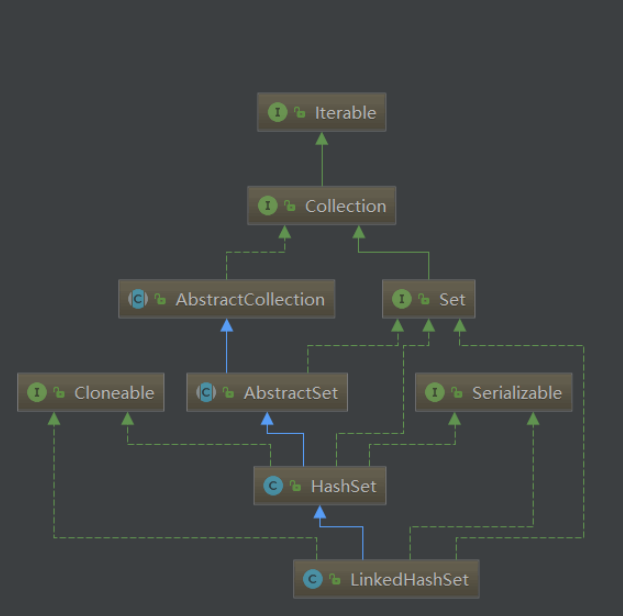 I Iterable
I Collection
C AbstractCollection I Set
I Cloneable C AbstractSet I Serializable
C HashSet
C LinkedHashSet